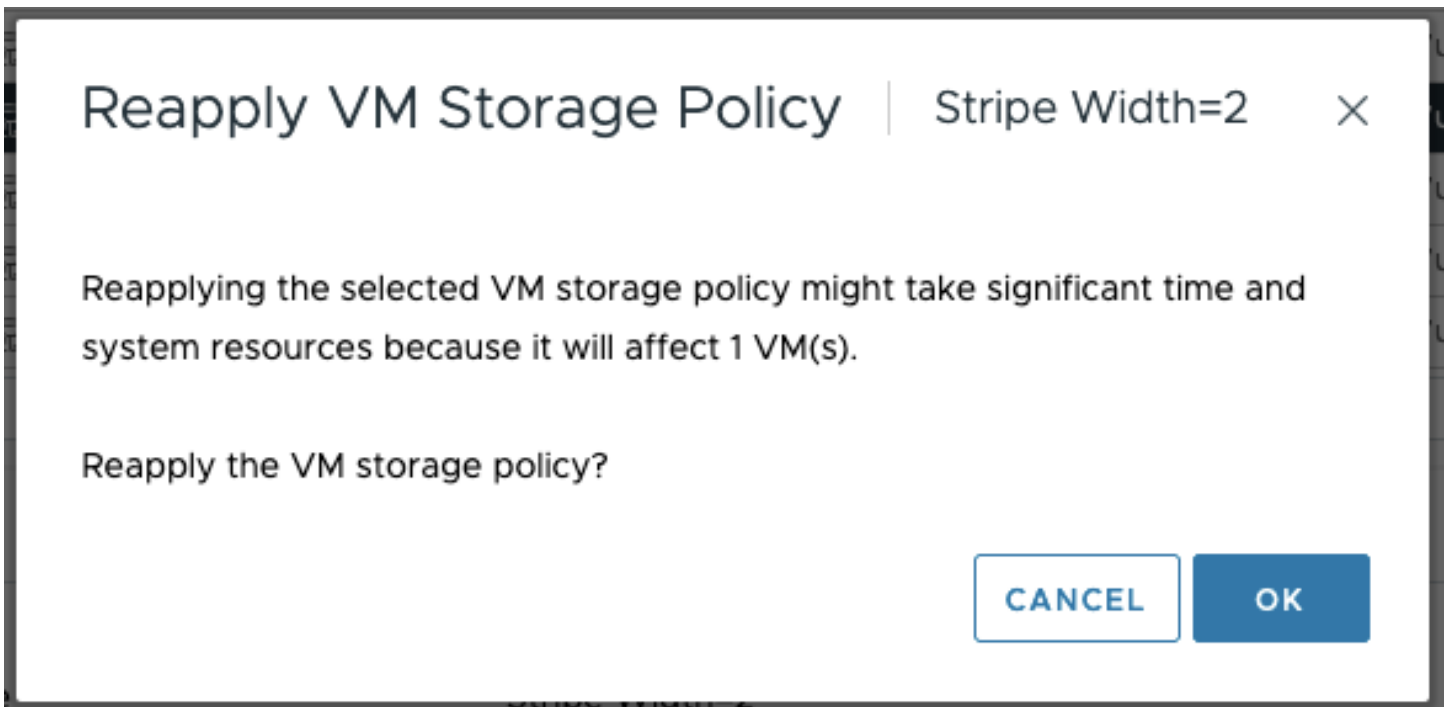 Reapply VM Storage Policy Stripe Width=2
Reapplying the selected VM storage policy might take significant time and
system resources because it will affect 1 VM(s).
Reapply the VM storage policy?
CANCEL OK